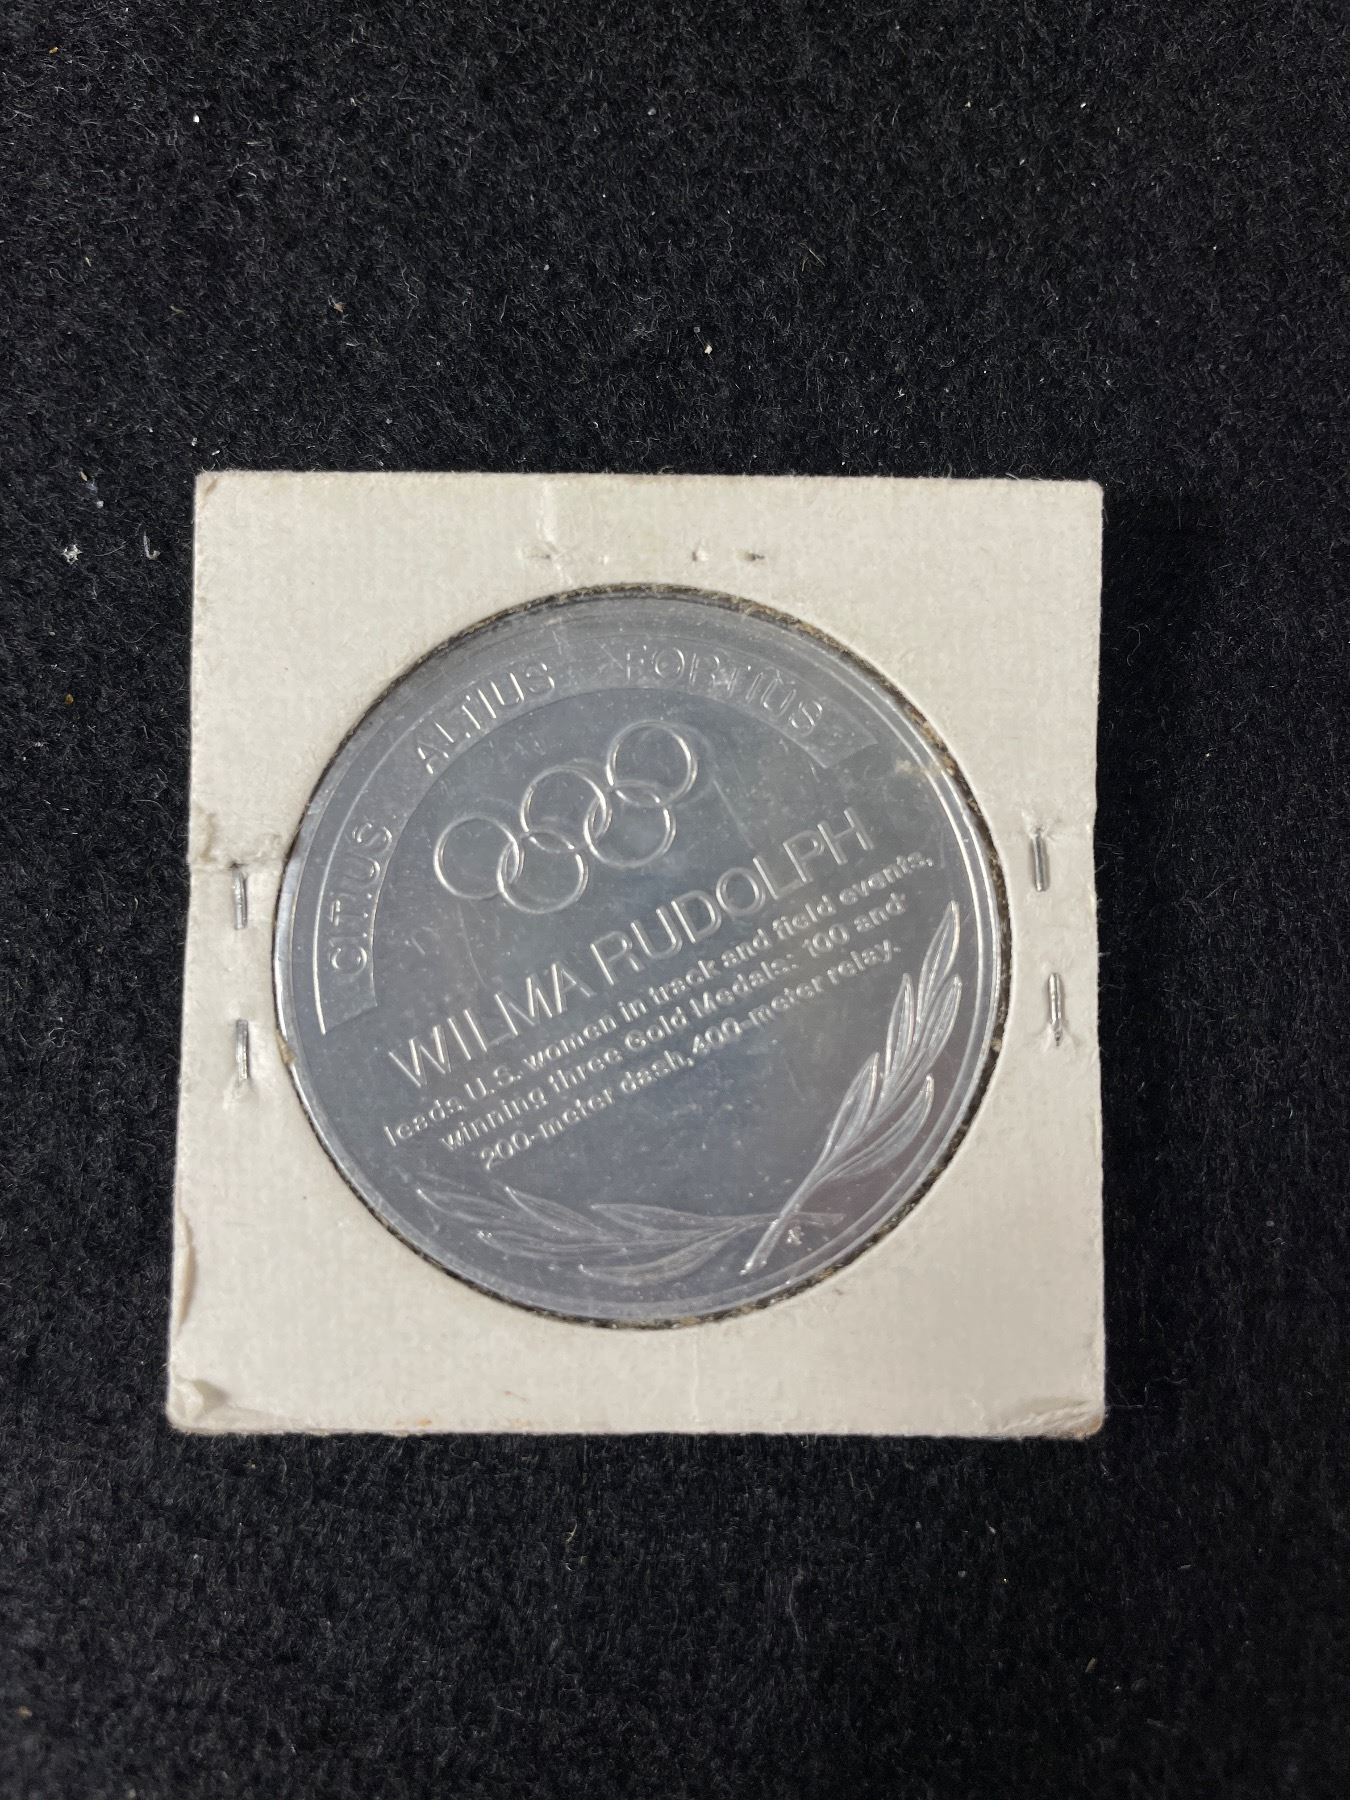 CITIUS ALTIUS FORTIUS
WILMA RUDOLPH
leads U.S. women in track and field events,
winning three Gold Medals: 100 and
200-meter dash, 400-meter relay.